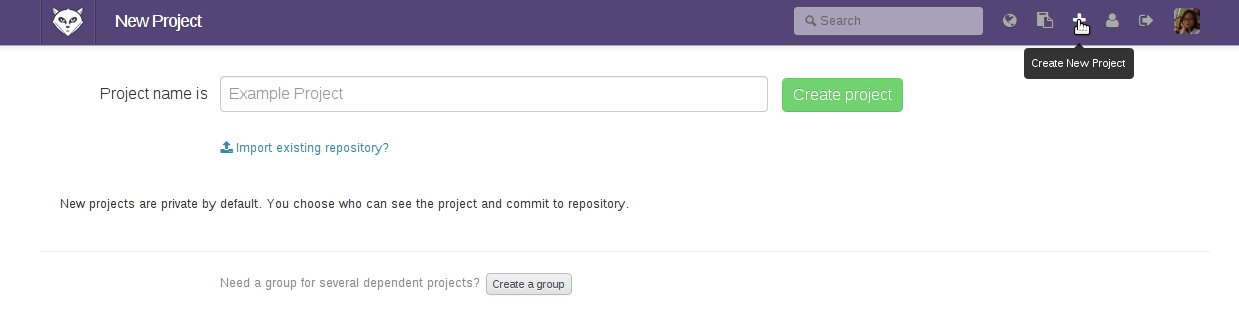 New Project
Search
Create New Project
Project name is
Example Project
Create project
Import existing repository?
New projects are private by default. You choose who can see the project and commit to repository.
Need a group for several dependent projects?
Create a group